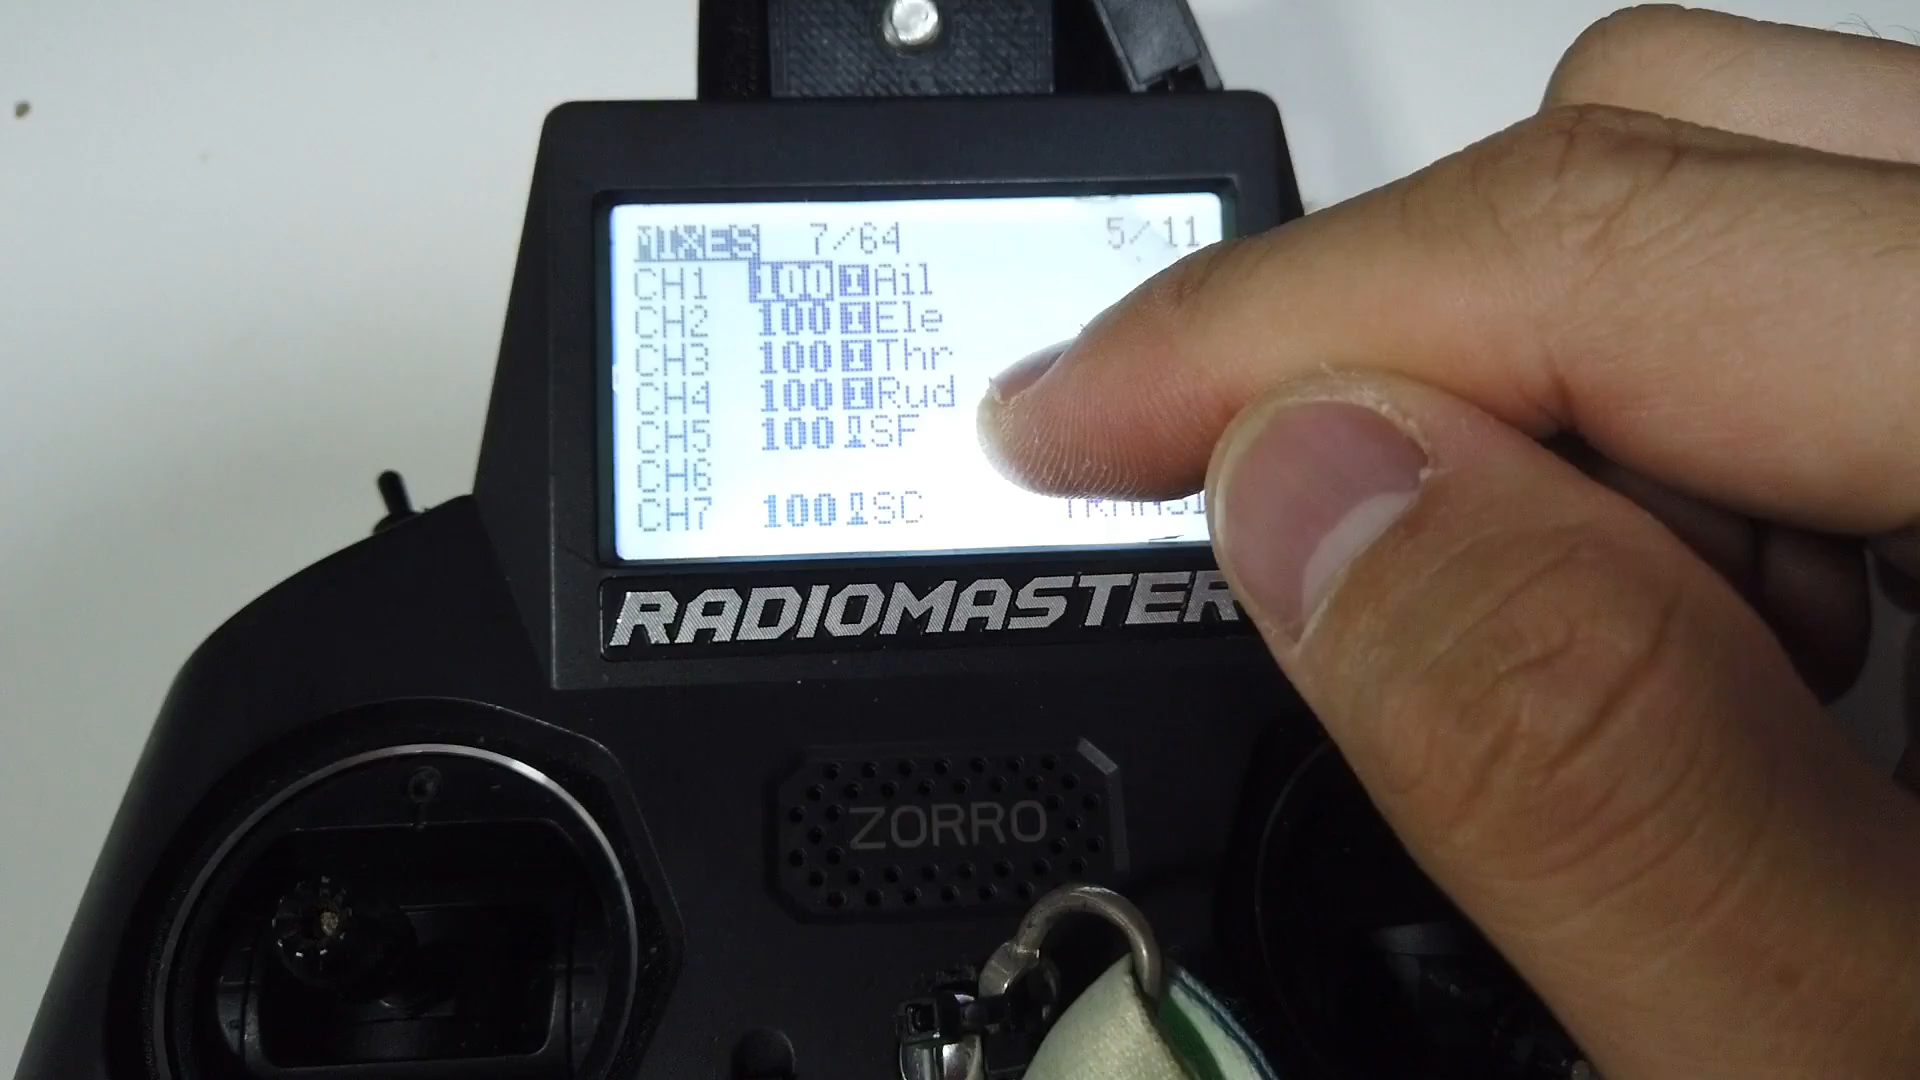 MIXES 7/64 5/11
CH1 100 I Ail
CH2 100 I Ele
CH3 100 I Thr
CH4 100 I Rud
CH5 100 SF
CH6
CH7 100 SC
RADIOMASTER
ZORRO